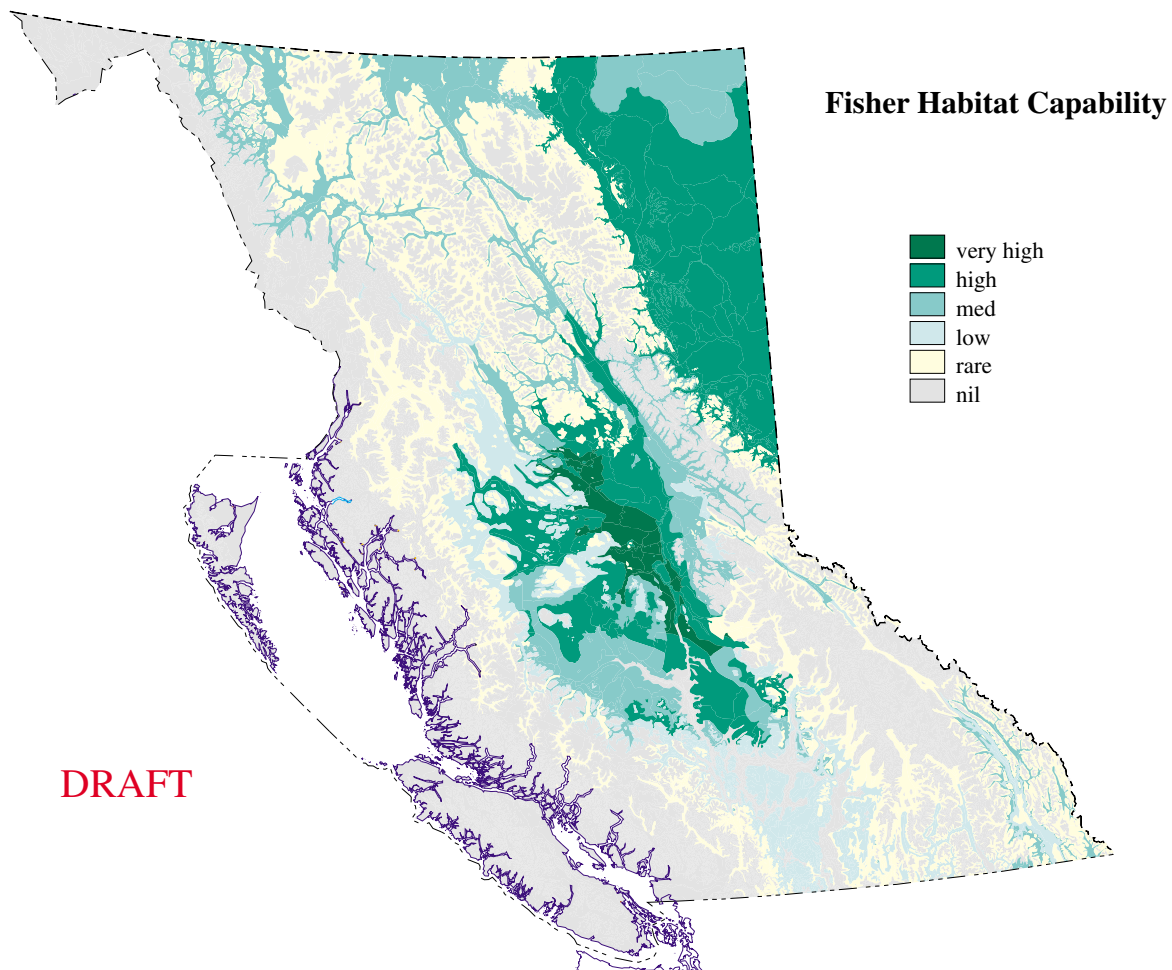 Fisher Habitat Capability
very high
high
med
low
rare
nil
DRAFT